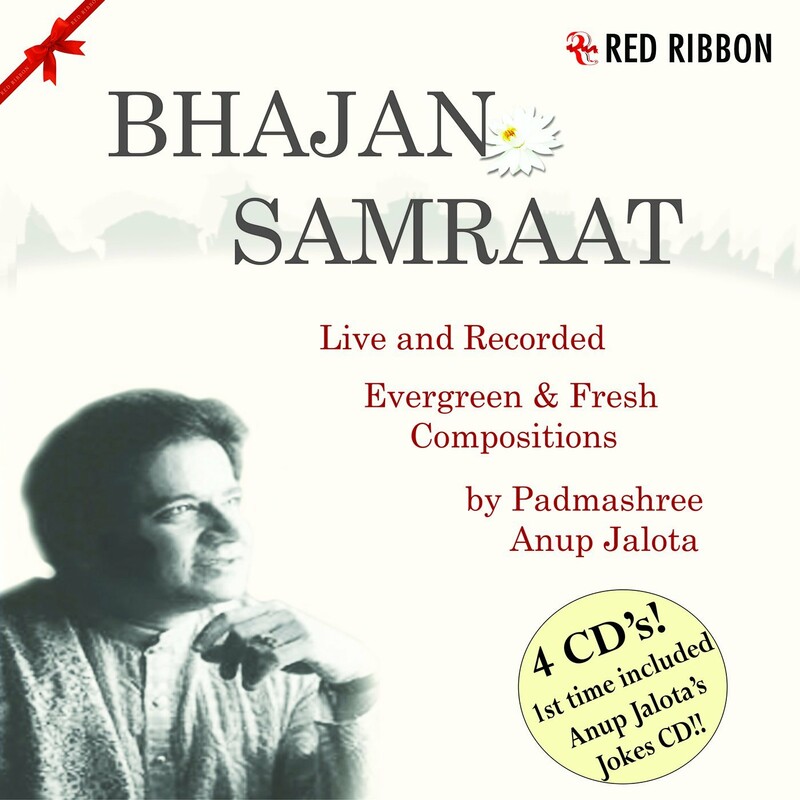 RED RIBBON
BHAJAN
SAMRAAT
Live and Recorded
Evergreen & Fresh
Compositions
by Padmashree
Anup Jalota
4 CD's!
1st time included
Anup Jalota's
Jokes CD!!